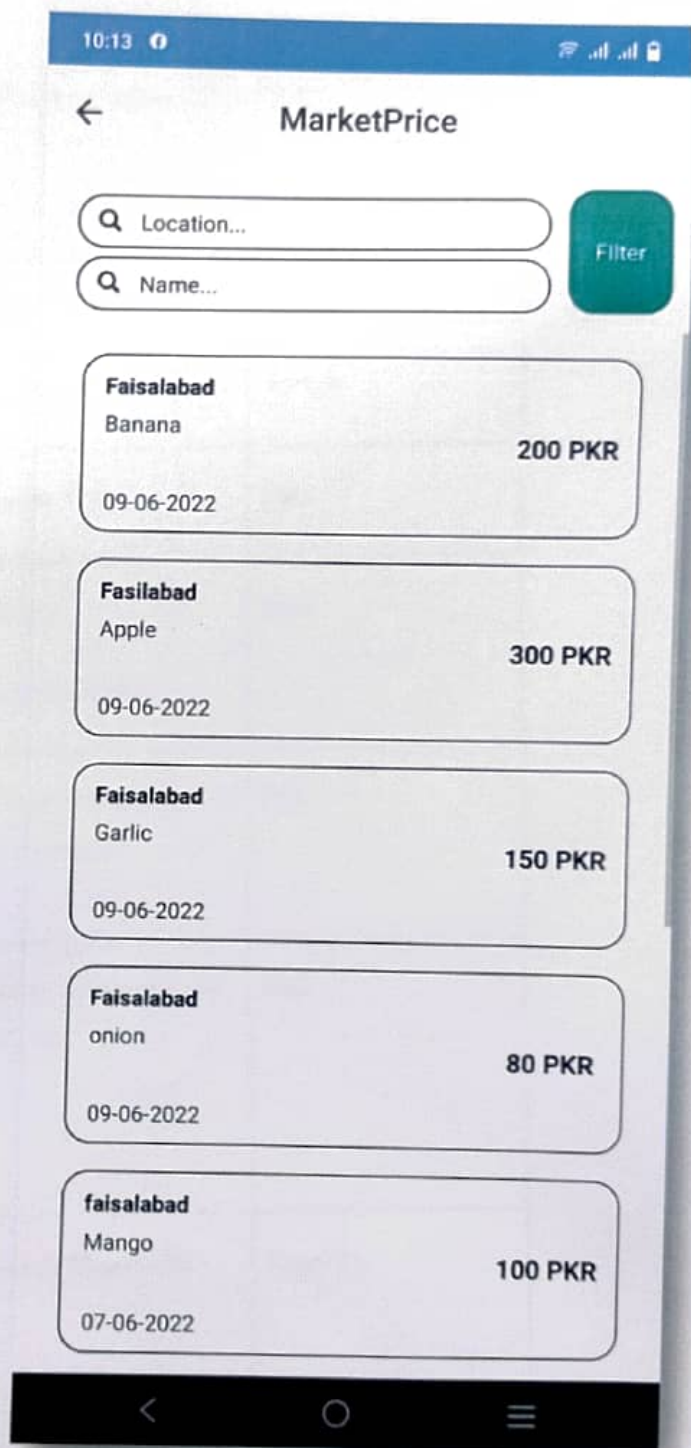 10:13
MarketPrice
Location...
Name...
Filter
Faisalabad
Banana
200 PKR
09-06-2022
Fasilabad
Apple
300 PKR
09-06-2022
Faisalabad
Garlic
150 PKR
09-06-2022
Faisalabad
onion
80 PKR
09-06-2022
faisalabad
Mango
100 PKR
07-06-2022